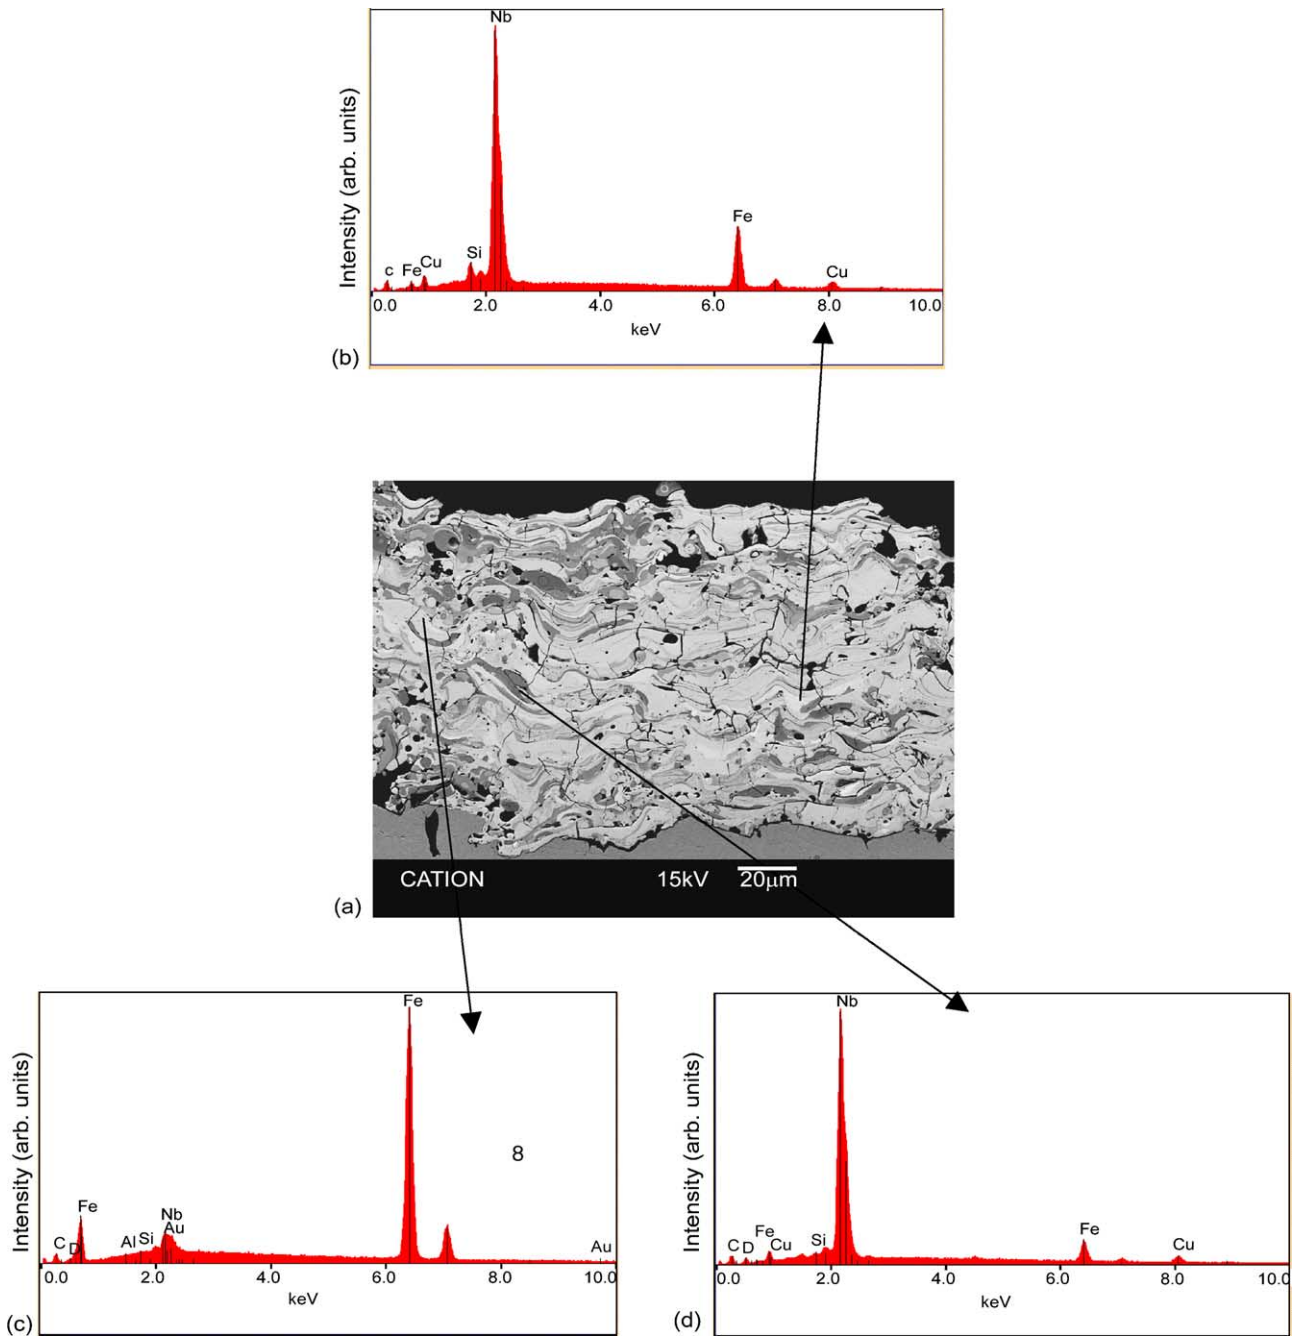 Nb
Intensity (arb. units)
c Fe Cu Si Fe Cu
0.0 2.0 4.0 6.0 8.0 10.0
keV
(b)
CATION 15kV 20µm
(a)
Fe
Intensity (arb. units)
8
C D Fe Al Si Nb Au Au
0.0 2.0 4.0 6.0 8.0 10.0
keV
(c)
Nb
Intensity (arb. units)
C D Fe Cu Si Fe Cu
0.0 2.0 4.0 6.0 8.0 10.0
keV
(d)